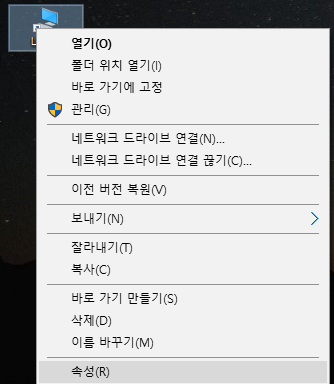 열기(O)
폴더 위치 열기(I)
바로 가기에 고정
관리(G)
네트워크 드라이브 연결(N)...
네트워크 드라이브 연결 끊기(C)...
이전 버전 복원(V)
보내기(N)
잘라내기(T)
복사(C)
바로 가기 만들기(S)
삭제(D)
이름 바꾸기(M)
속성(R)